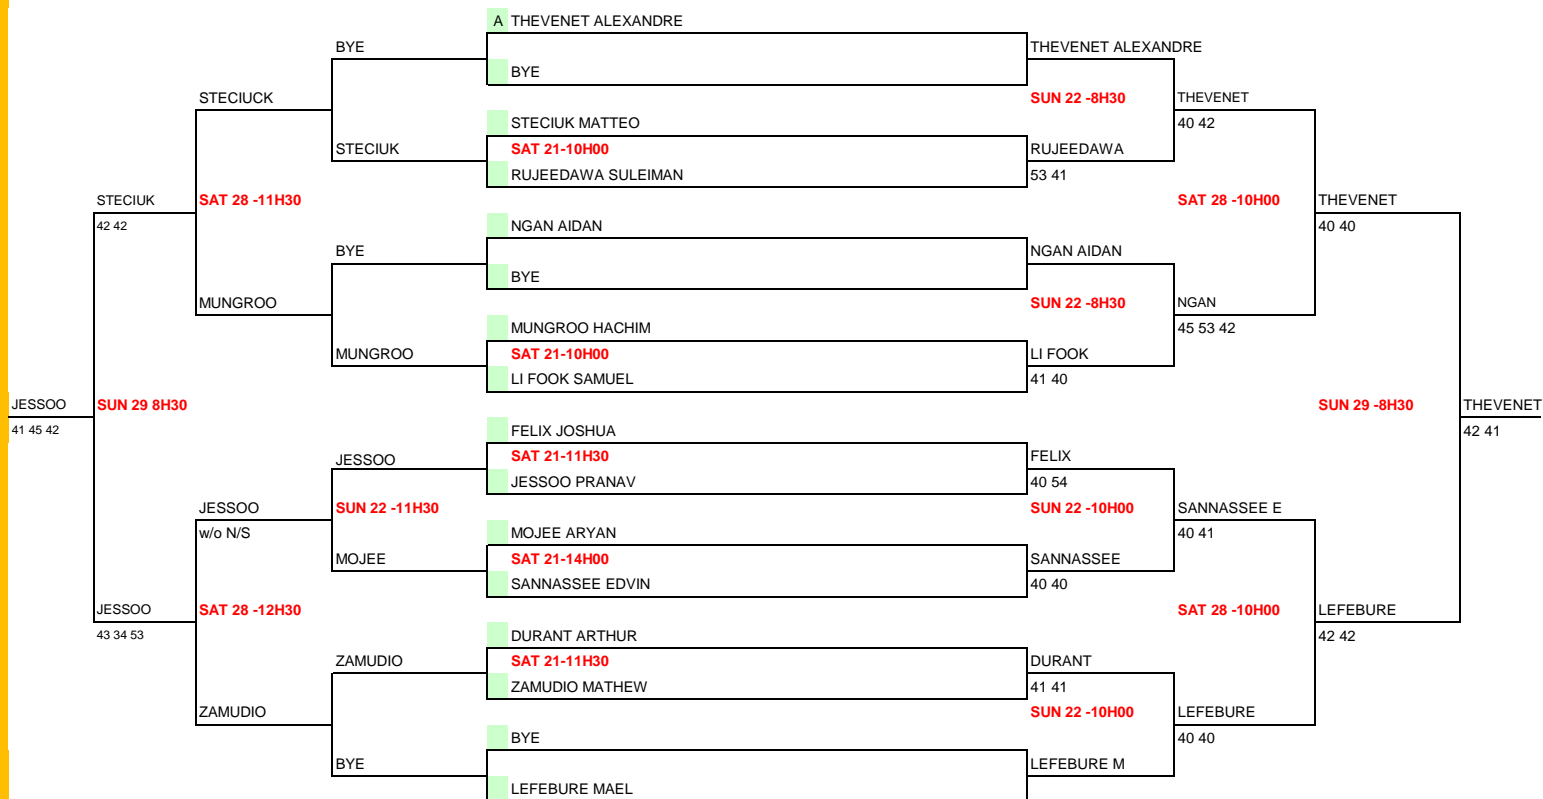 A THEVENET ALEXANDRE
BYE THEVENET ALEXANDRE
BYE
STECIUCK SUN 22 -8H30 THEVENET
STECIUK MATTEO 40 42
STECIUK SAT 21-10H00 RUJEEDAWA
RUJEEDAWA SULEIMAN 53 41
STECIUK SAT 28 -11H30 SAT 28 -10H00 THEVENET
42 42 NGAN AIDAN 40 40
BYE NGAN AIDAN
BYE
MUNGROO SUN 22 -8H30 NGAN
MUNGROO HACHIM 45 53 42
MUNGROO SAT 21-10H00 LI FOOK
LI FOOK SAMUEL 41 40
JESSOO SUN 29 8H30 SUN 29 -8H30 THEVENET
41 45 42 FELIX JOSHUA 42 41
JESSOO SAT 21-11H30 FELIX
JESSOO PRANAV 40 54
JESSOO SUN 22 -11H30 SUN 22 -10H00 SANNASSEE E
w/o N/S MOJEE ARYAN 40 41
MOJEE SAT 21-14H00 SANNASSEE
SANNASSEE EDVIN 40 40
JESSOO SAT 28 -12H30 SAT 28 -10H00 LEFEBURE
43 34 53 DURANT ARTHUR 42 42
ZAMUDIO SAT 21-11H30 DURANT
ZAMUDIO MATHEW 41 41
ZAMUDIO SUN 22 -10H00 LEFEBURE
BYE 40 40
BYE LEFEBURE M
LEFEBURE MAEL